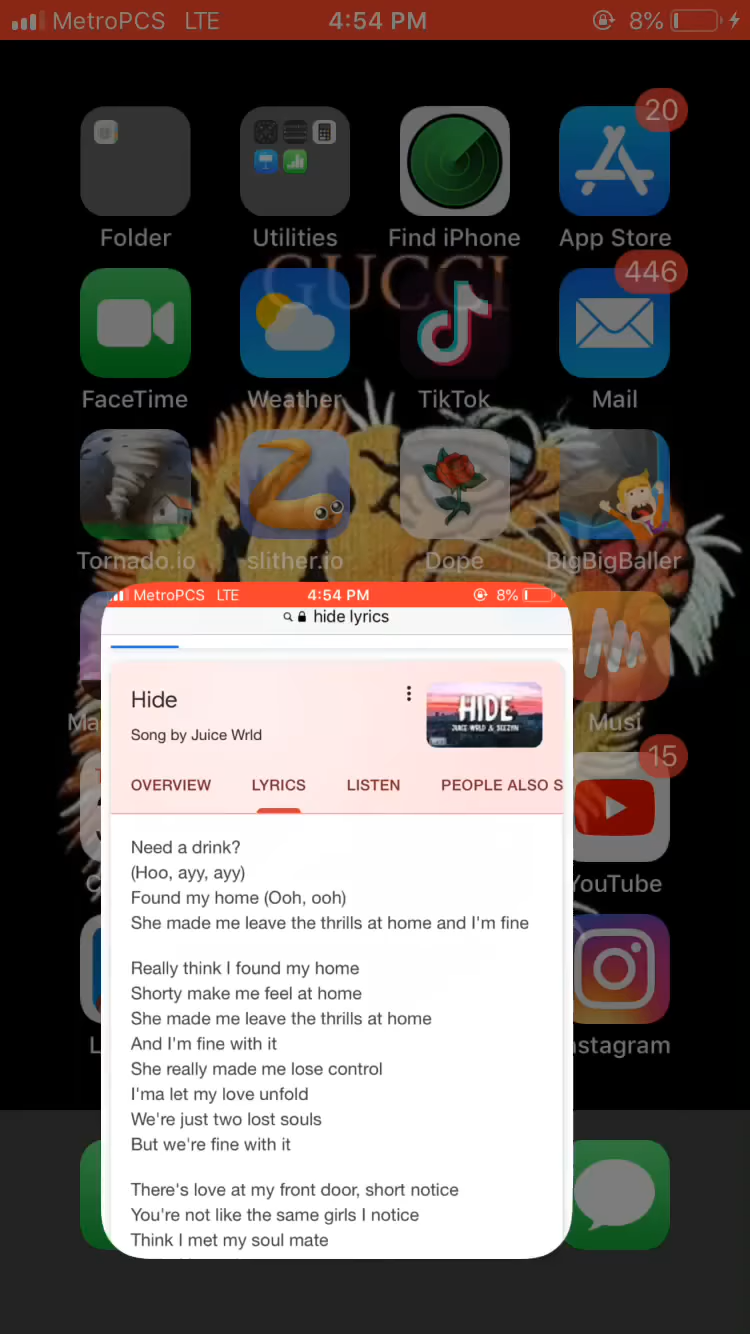 MetroPCS LTE 4:54 PM 8%
20
Folder Utilities Find iPhone App Store
GUCCI
446
FaceTime Weather TikTok Mail
Tornado.io slither.io Dope BigBigBaller
MetroPCS LTE 4:54 PM 8%
hide lyrics
Hide
Song by Juice Wrld
HIDE
JUICE WRLD & SEEZYN
Musi
15
OVERVIEW LYRICS LISTEN PEOPLE ALSO S
Need a drink?
(Hoo, ayy, ayy)
Found my home (Ooh, ooh)
YouTube
She made me leave the thrills at home and I'm fine
Really think I found my home
Shorty make me feel at home
She made me leave the thrills at home
And I'm fine with it
stagram
She really made me lose control
I'ma let my love unfold
We're just two lost souls
But we're fine with it
There's love at my front door, short notice
You're not like the same girls I notice
Think I met my soul mate